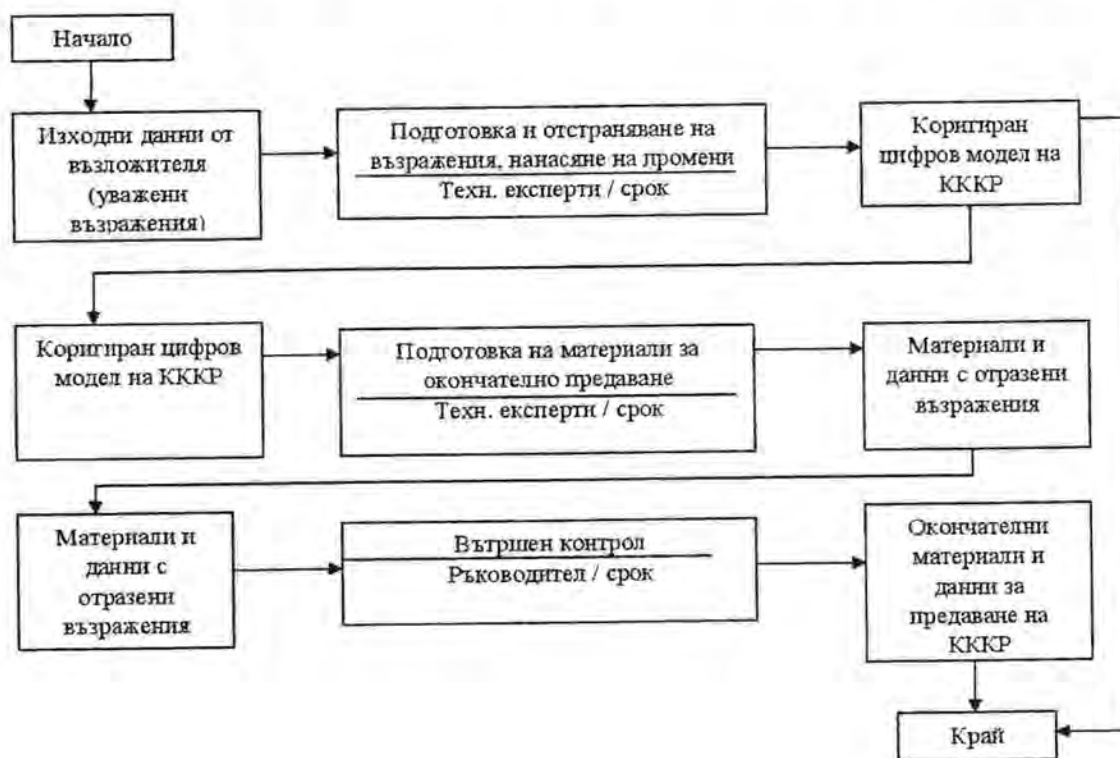 Начало
Изходни данни от
възложителя
(уважени
възражения)
Подготовка и отстраняване на
възражения, нанасяне на промени
Техн. експерти / срок
Коригиран
цифров модел на
КККР
Коригиран цифров
модел на КККР
Подготовка на материали за
окончателно предаване
Техн. експерти / срок
Материали и
данни с отразени
възражения
Материали и
данни с
отразени
възражения
Вътршен контрол
Ръководител / срок
Окончателни
материали и
данни за
предаване на
КККР
Край